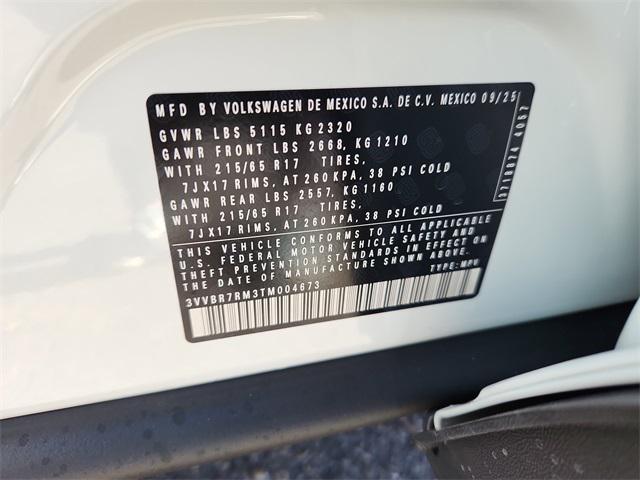 MFD BY VOLKSWAGEN DE MEXICO S.A. DE C.V. MEXICO 09/25
GVWR LBS 5115 KG 2320
GAWR FRONT LBS 2668, KG 1210
WITH 215/65 R17 TIRES,
7JX17 RIMS, AT 260 KPA, 38 PSI COLD
GAWR REAR LBS 2557, KG 1160
WITH 215/65 R17 TIRES,
7JX17 RIMS, AT 260 KPA, 38 PSI COLD
THIS VEHICLE CONFORMS TO ALL APPLICABLE
U.S. FEDERAL MOTOR VEHICLE SAFETY AND
THEFT PREVENTION STANDARDS IN EFFECT ON
THE DATE OF MANUFACTURE SHOWN ABOVE.
TYPE: MPV
3VVBR7RM3TM004673
3718874 4057